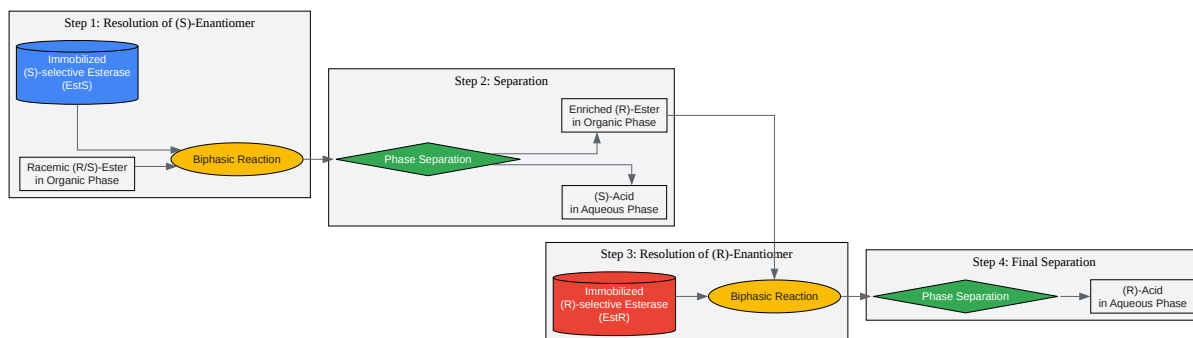 Step 1: Resolution of (S)-Enantiomer
Immobilized
(S)-selective Esterase
(EstS)
Racemic (R/S)-Ester
in Organic Phase
Biphasic Reaction
Step 2: Separation
Phase Separation
Enriched (R)-Ester
in Organic Phase
(S)-Acid
in Aqueous Phase
Step 3: Resolution of (R)-Enantiomer
Immobilized
(R)-selective Esterase
(EstR)
Biphasic Reaction
Step 4: Final Separation
Phase Separation
(R)-Acid
in Aqueous Phase